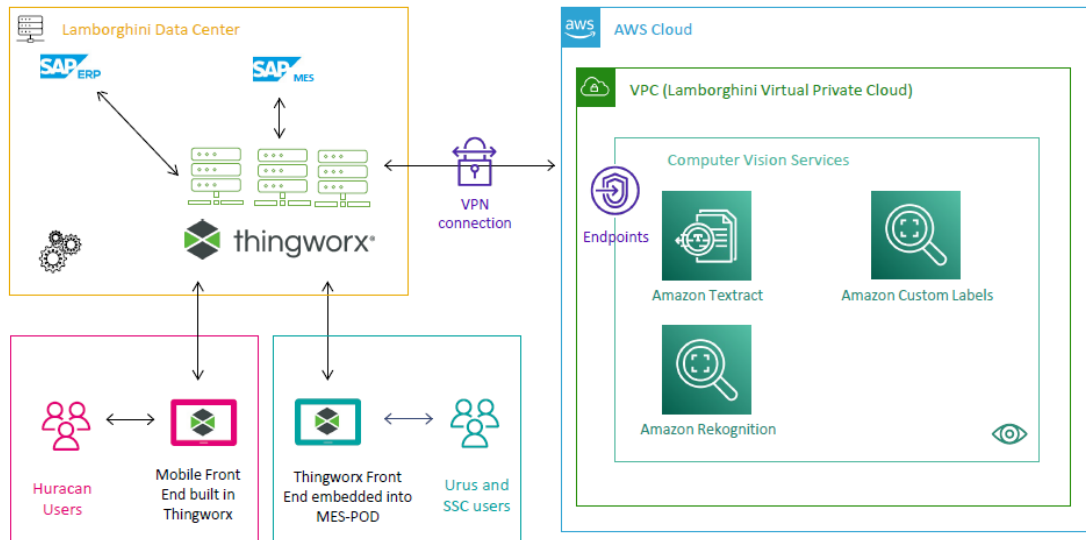 Lamborghini Data Center
SAP ERP
SAP MES
thingworx®
VPN
connection
aws
AWS Cloud
VPC (Lamborghini Virtual Private Cloud)
Computer Vision Services
Endpoints
Amazon Textract
Amazon Custom Labels
Amazon Rekognition
Huracan
Users
Mobile Front
End built in
Thingworx
Thingworx Front
End embedded into
MES-POD
Urus and
SSC users